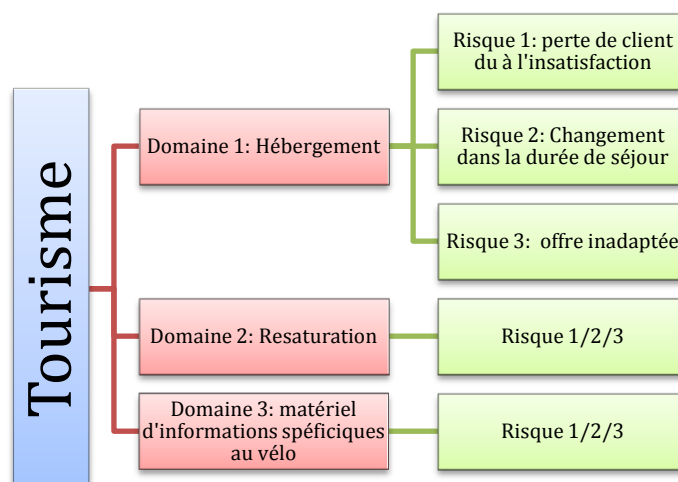 Tourisme
Domaine 1: Hébergement
Risque 1: perte de client
du à l'insatisfaction
Risque 2: Changement
dans la durée de séjour
Risque 3:  offre inadaptée
Domaine 2: Resaturation
Risque 1/2/3
Domaine 3: matériel
d'informations spéficiques
au vélo
Risque 1/2/3